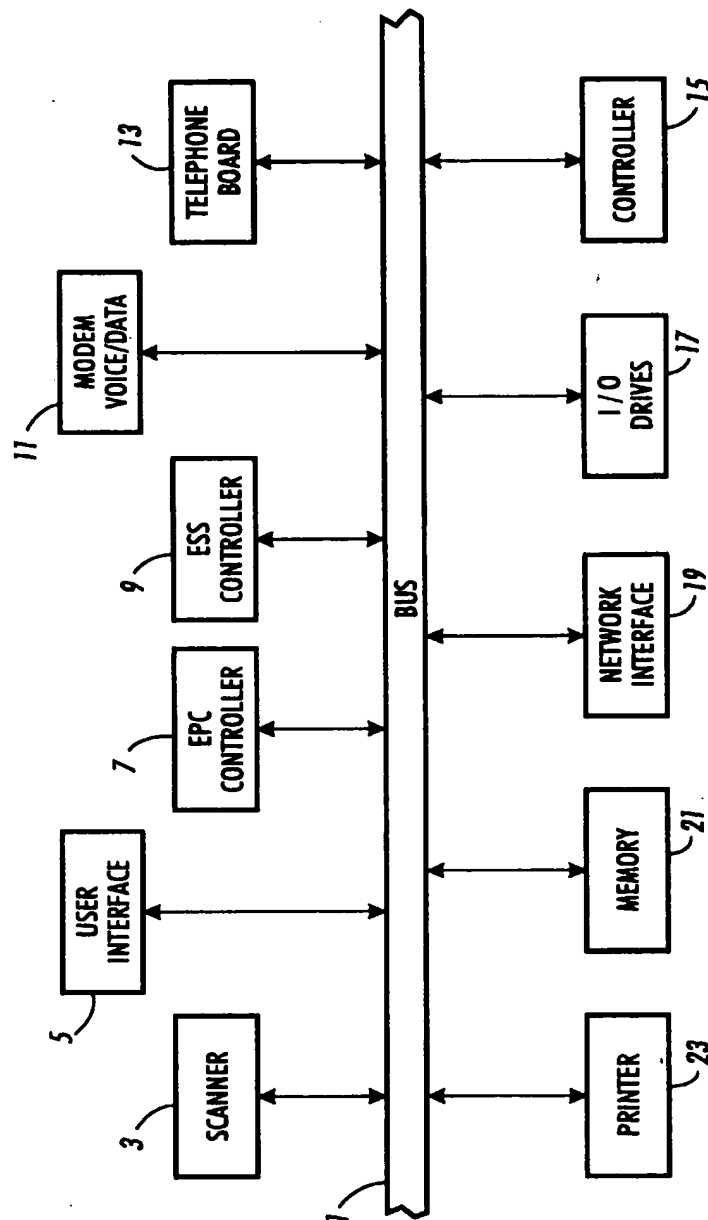 3
SCANNER
5
USER
INTERFACE
7
EPC
CONTROLLER
9
ESS
CONTROLLER
11
MODEM
VOICE/DATA
13
TELEPHONE
BOARD
1
BUS
PRINTER
23
MEMORY
21
NETWORK
INTERFACE
19
I/O
DRIVES
17
CONTROLLER
15